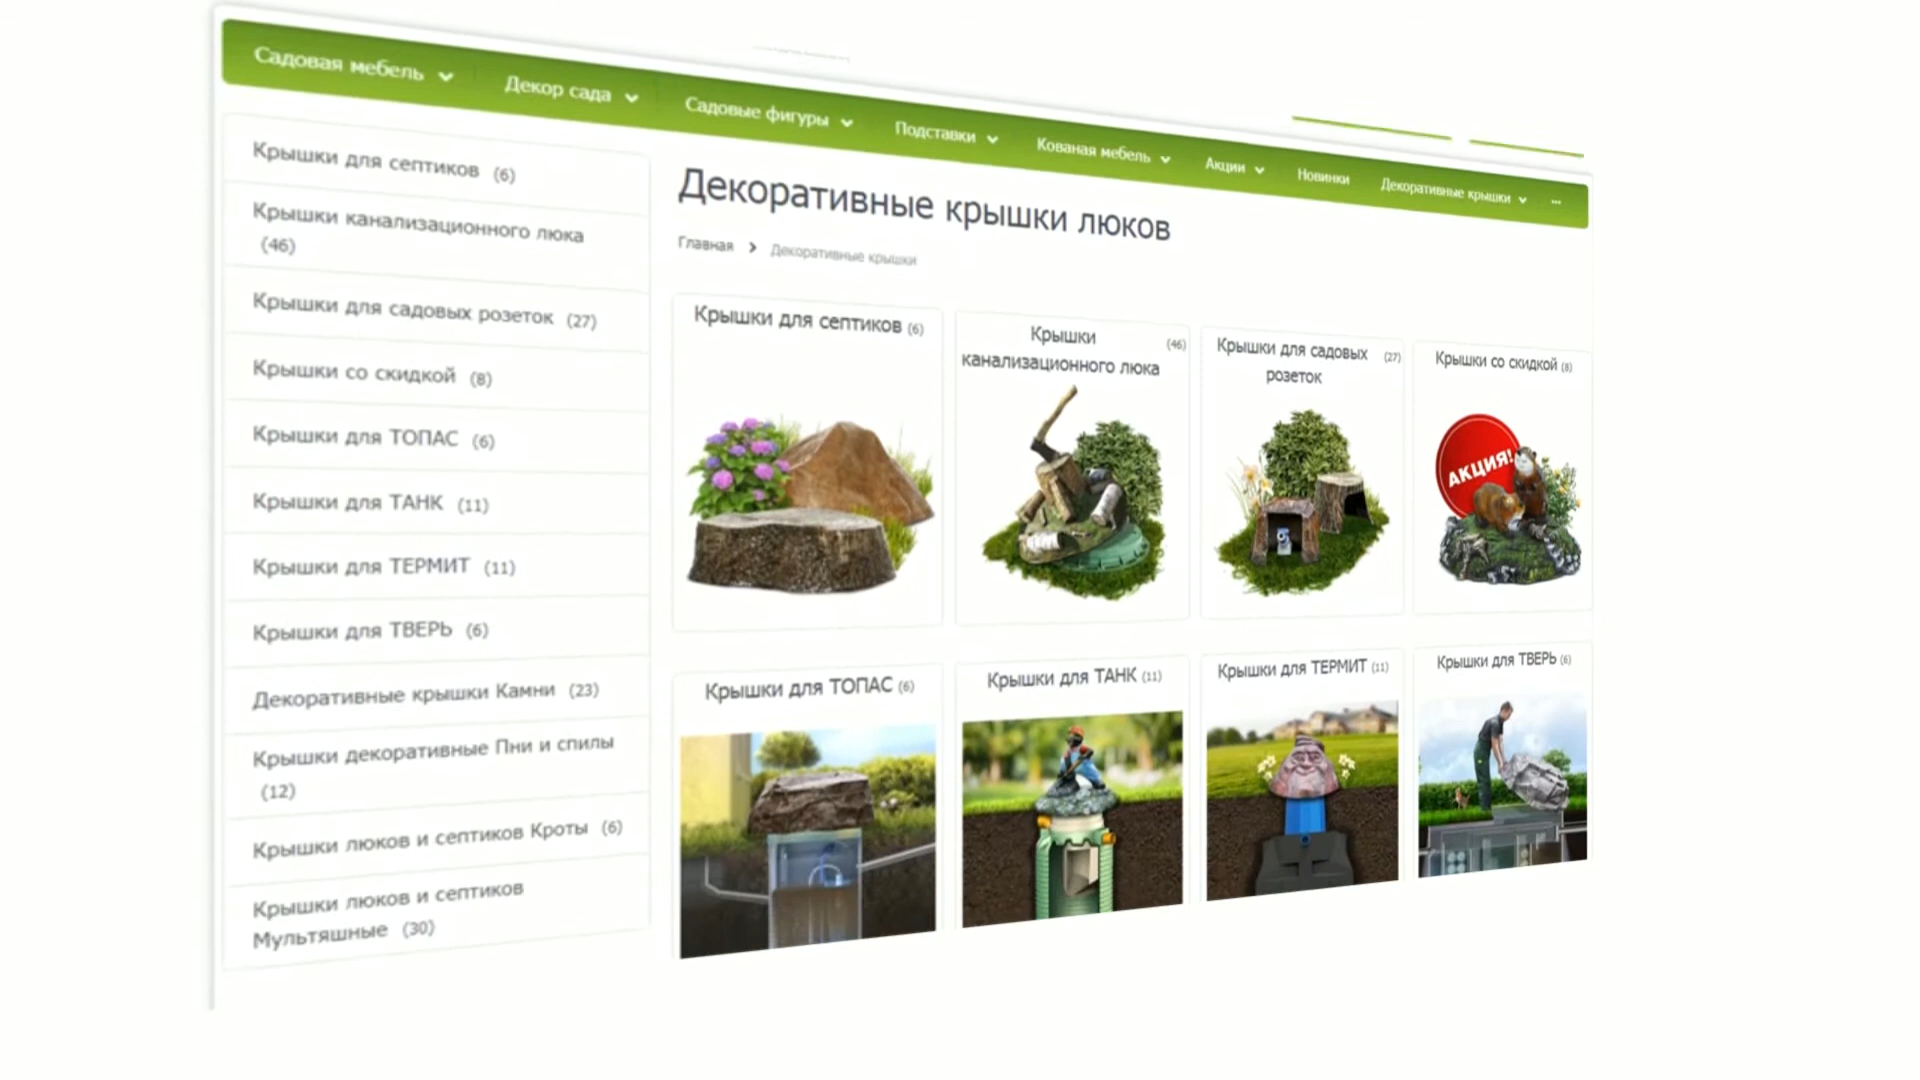 Садовая мебель
Декор сада
Садовые фигуры
Подставки
Кованая мебель
Акции
Новинки
Декоративные крышки
...
Крышки для септиков (6)
Крышки канализационного люка
(46)
Крышки для садовых розеток (27)
Крышки со скидкой (8)
Крышки для ТОПАС (6)
Крышки для ТАНК (11)
Крышки для ТЕРМИТ (11)
Крышки для ТВЕРЬ (6)
Декоративные крышки Камни (23)
Крышки декоративные Пни и спилы
(12)
Крышки люков и септиков Кроты (6)
Крышки люков и септиков
Мультяшные (30)
Декоративные крышки люков
Главная > Декоративные крышки
Крышки для септиков (6)
Крышки (46)
канализационного люка
Крышки для садовых (27)
розеток
Крышки со скидкой (8)
АКЦИЯ!
Крышки для ТОПАС (6)
Крышки для ТАНК (11)
Крышки для ТЕРМИТ (11)
Крышки для ТВЕРЬ (6)